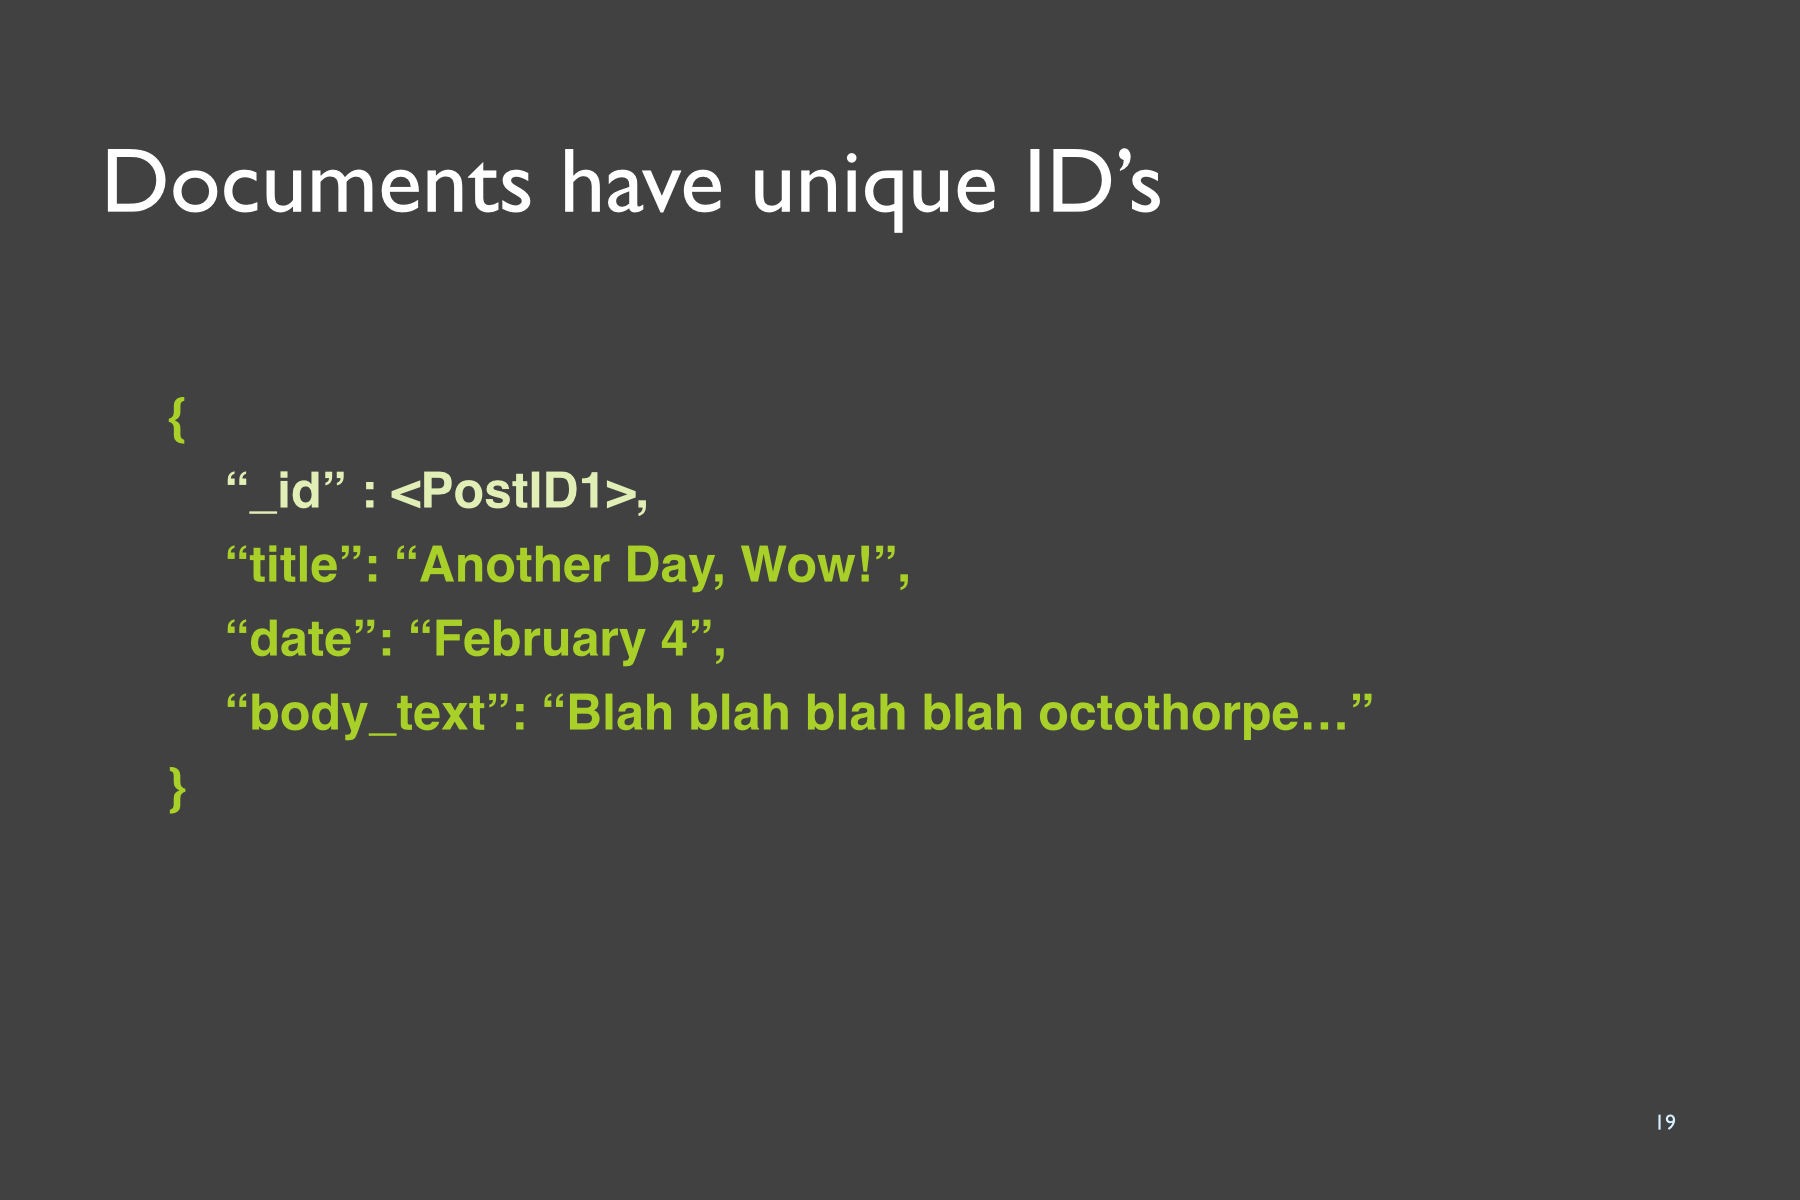 Documents have unique ID’s
{
“_id” : <PostID1>,
“title”: “Another Day, Wow!”,
“date”: “February 4”,
“body_text”: “Blah blah blah blah octothorpe…”
}
19